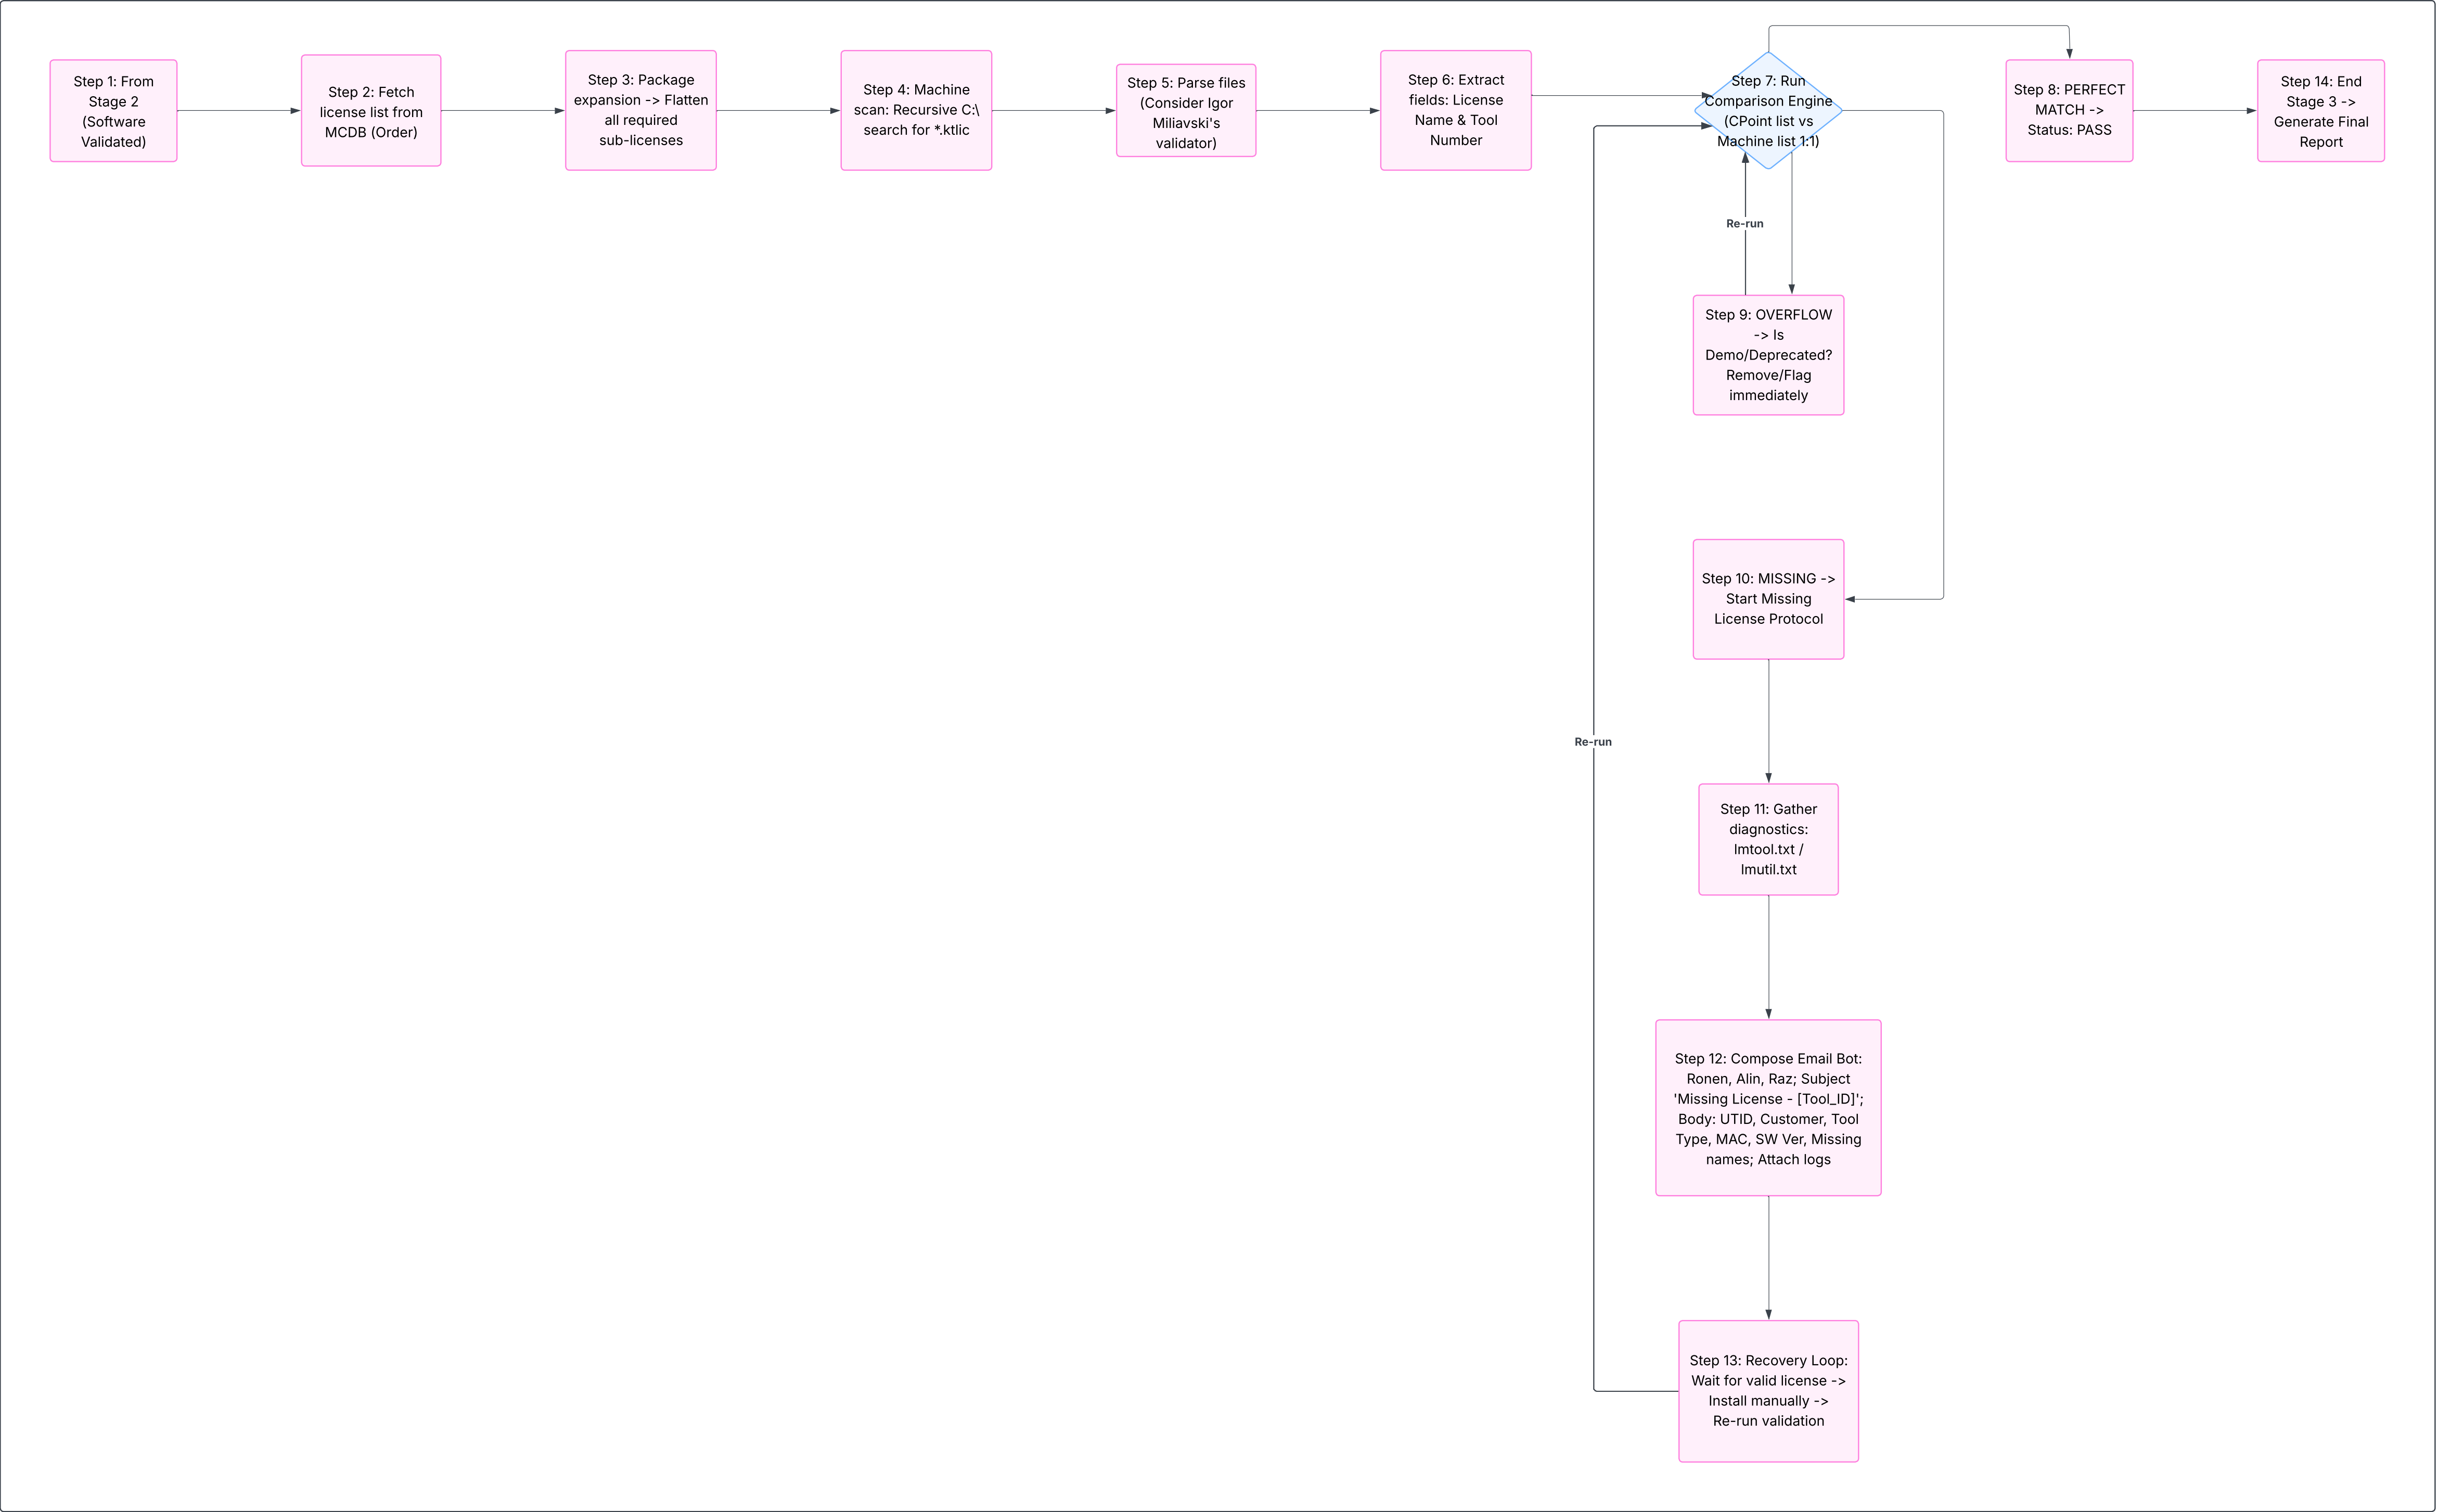 Step 1: From
Stage 2
(Software
Validated)
Step 2: Fetch
license list from
MCDB (Order)
Step 3: Package
expansion -> Flatten
all required
sub-licenses
Step 4: Machine
scan: Recursive C:\
search for *.ktlic
Step 5: Parse files
(Consider Igor
Miliavski's
validator)
Step 6: Extract
fields: License
Name & Tool
Number
Step 7: Run
Comparison Engine
(CPoint list vs
Machine list 1:1)
Step 8: PERFECT
MATCH ->
Status: PASS
Step 14: End
Stage 3 ->
Generate Final
Report
Re-run
Step 9: OVERFLOW
-> Is
Demo/Deprecated?
Remove/Flag
immediately
Step 10: MISSING ->
Start Missing
License Protocol
Re-run
Step 11: Gather
diagnostics:
lmtool.txt /
lmutil.txt
Step 12: Compose Email Bot:
Ronen, Alin, Raz; Subject
'Missing License - [Tool_ID]';
Body: UTID, Customer, Tool
Type, MAC, SW Ver, Missing
names; Attach logs
Step 13: Recovery Loop:
Wait for valid license ->
Install manually ->
Re-run validation